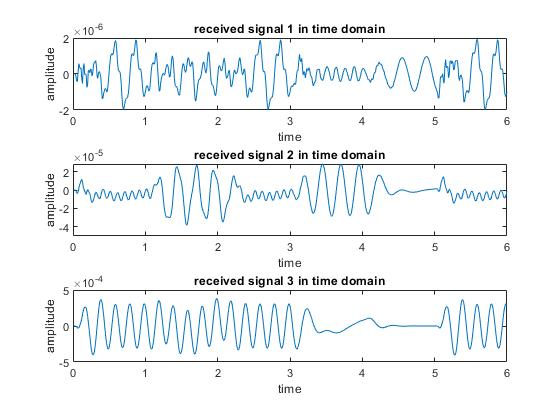 received signal 1 in time domain
×10-6
2
0
-2
amplitude
0 1 2 3 4 5 6
time
received signal 2 in time domain
×10-5
2
0
-2
-4
amplitude
0 1 2 3 4 5 6
time
received signal 3 in time domain
×10-4
5
0
-5
amplitude
0 1 2 3 4 5 6
time